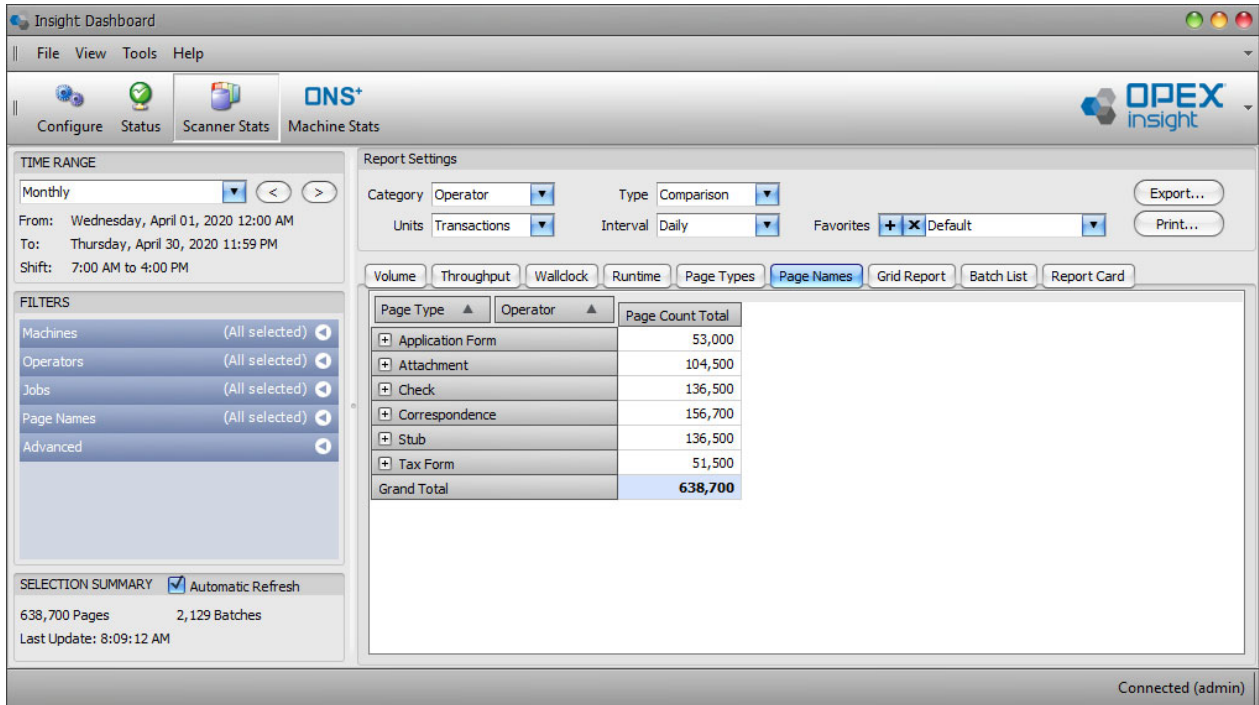 Insight Dashboard
File View Tools Help
Configure Status Scanner Stats ONS+ Machine Stats
OPEX insight
TIME RANGE
Monthly < >
From: Wednesday, April 01, 2020 12:00 AM
To: Thursday, April 30, 2020 11:59 PM
Shift: 7:00 AM to 4:00 PM
FILTERS
Machines (All selected)
Operators (All selected)
Jobs (All selected)
Page Names (All selected)
Advanced
SELECTION SUMMARY Automatic Refresh
638,700 Pages 2,129 Batches
Last Update: 8:09:12 AM
Report Settings
Category Operator Type Comparison Export...
Units Transactions Interval Daily Favorites + x Default Print...
Volume Throughput Wallclock Runtime Page Types Page Names Grid Report Batch List Report Card
Page Type Operator Page Count Total
Application Form 53,000
Attachment 104,500
Check 136,500
Correspondence 156,700
Stub 136,500
Tax Form 51,500
Grand Total 638,700
Connected (admin)